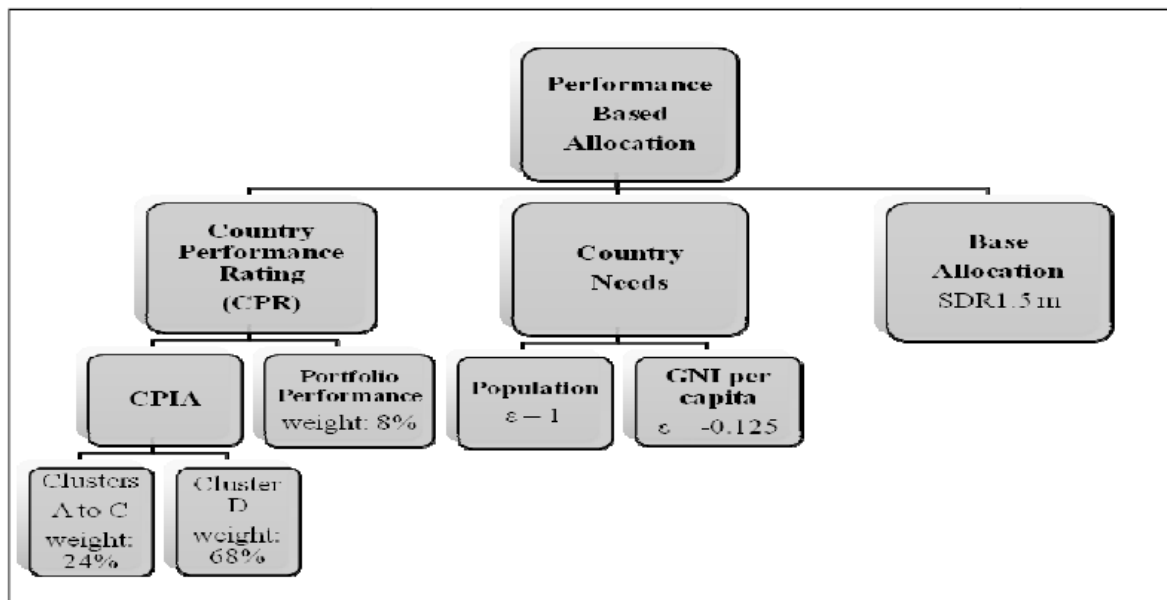 Performance
Based
Allocation
Country
Performance
Rating
(CPR)
Country
Needs
Base
Allocation
SDR1.5 m
CPIA
Portfolio
Performance
weight: 8%
Population
ε = 1
GNI per
capita
ε -0.125
Clusters
A to C
weight:
24%
Cluster
D
weight:
68%